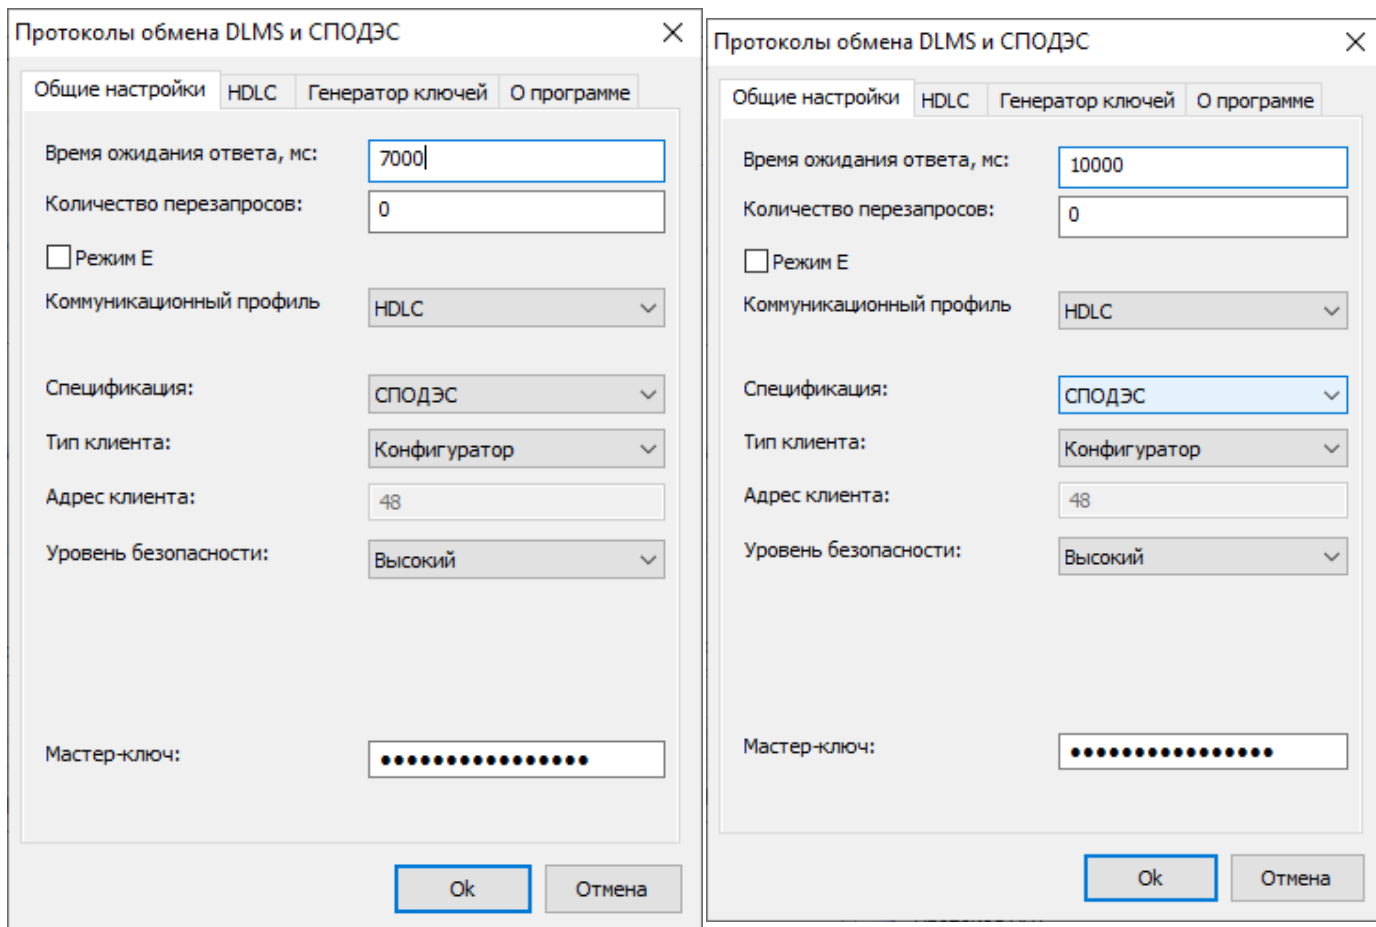 Протоколы обмена DLMS и СПОДЭС
Общие настройки HDLC Генератор ключей О программе
Время ожидания ответа, мс: 7000
Количество перезапросов: 0
Режим E
Коммуникационный профиль HDLC
Спецификация: СПОДЭС
Тип клиента: Конфигуратор
Адрес клиента: 48
Уровень безопасности: Высокий
Мастер-ключ: ●●●●●●●●●●●●●●●●
Ok Отмена
Протоколы обмена DLMS и СПОДЭС
Общие настройки HDLC Генератор ключей О программе
Время ожидания ответа, мс: 10000
Количество перезапросов: 0
Режим E
Коммуникационный профиль HDLC
Спецификация: СПОДЭС
Тип клиента: Конфигуратор
Адрес клиента: 48
Уровень безопасности: Высокий
Мастер-ключ: ●●●●●●●●●●●●●●●●
Ok Отмена